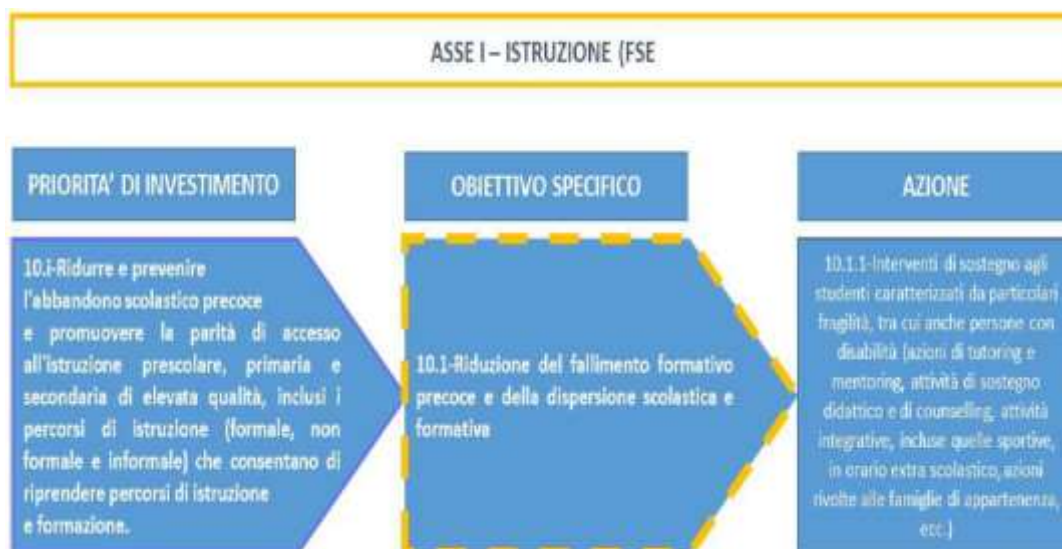 ASSE I – ISTRUZIONE (FSE
PRIORITA' DI INVESTIMENTO
10.i-Ridurre e prevenire
l'abbandono scolastico precoce
e promuovere la parità di accesso
all'istruzione prescolare, primaria e
secondaria di elevata qualità, inclusi i
percorsi di istruzione (formale, non
formale e informale) che consentano di
riprendere percorsi di istruzione
e formazione.
OBIETTIVO SPECIFICO
10.1-Riduzione del fallimento formativo
precoce e della dispersione scolastica e
formativa
AZIONE
10.1.1-Interventi di sostegno agli
studenti caratterizzati da particolari
fragilità, tra cui anche persone con
disabilità (azioni di tutoring e
mentoring, attività di sostegno
didattico e di counselling, attività
integrative, incluse quelle sportive,
in orario extra scolastico, azioni
rivolte alle famiglie di appartenenza,
ecc.)